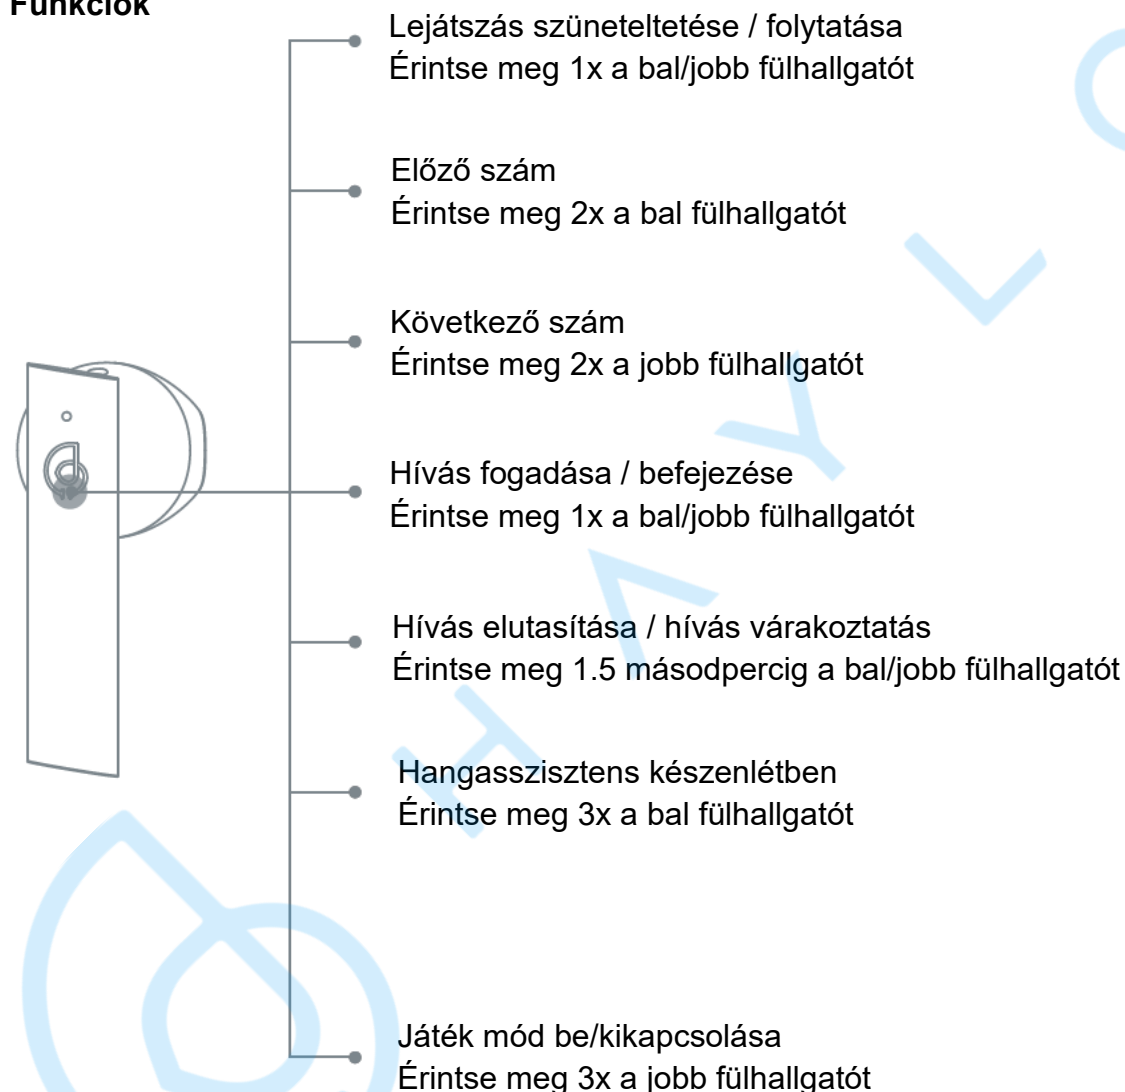 Funkciók
Lejátszás szüneteltetése / folytatása
Érintse meg 1x a bal/jobb fülhallgatót
Előző szám
Érintse meg 2x a bal fülhallgatót
Következő szám
Érintse meg 2x a jobb fülhallgatót
Hívás fogadása / befejezése
Érintse meg 1x a bal/jobb fülhallgatót
Hívás elutasítása / hívás várakoztatás
Érintse meg 1.5 másodpercig a bal/jobb fülhallgatót
Hangasszisztens készenlétben
Érintse meg 3x a bal fülhallgatót
Játék mód be/kikapcsolása
Érintse meg 3x a jobb fülhallgatót